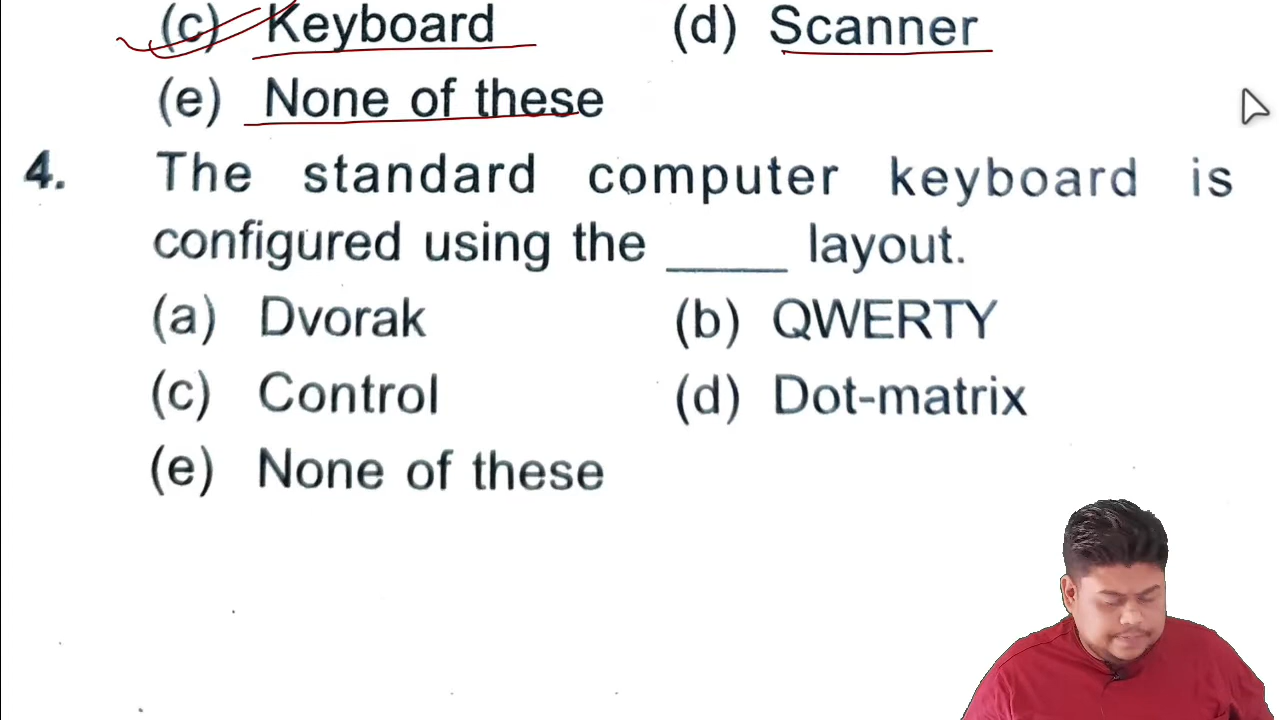 (c) Keyboard (d) Scanner
(e) None of these
4. The standard computer keyboard is
configured using the _____ layout.
(a) Dvorak (b) QWERTY
(c) Control (d) Dot-matrix
(e) None of these